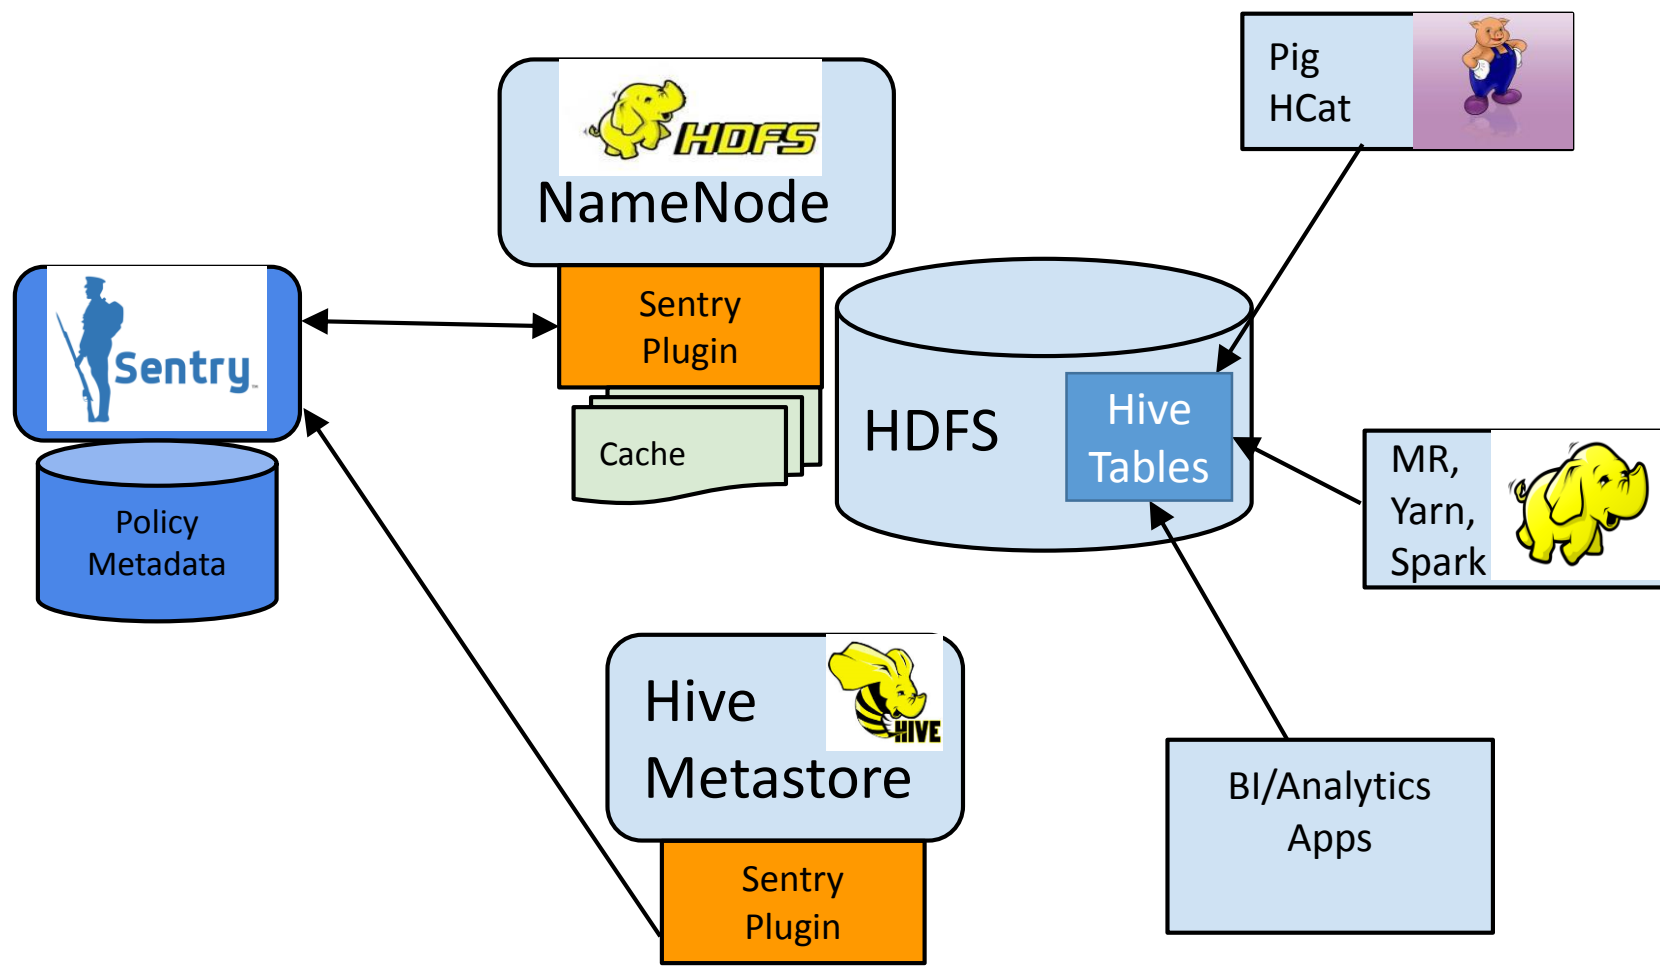 Pig
HCat
HDFS
NameNode
Sentry
Plugin
Sentry
Cache
HDFS
Hive
Tables
MR,
Yarn,
Spark
Policy
Metadata
Hive
HIVE
Metastore
BI/Analytics
Apps
Sentry
Plugin